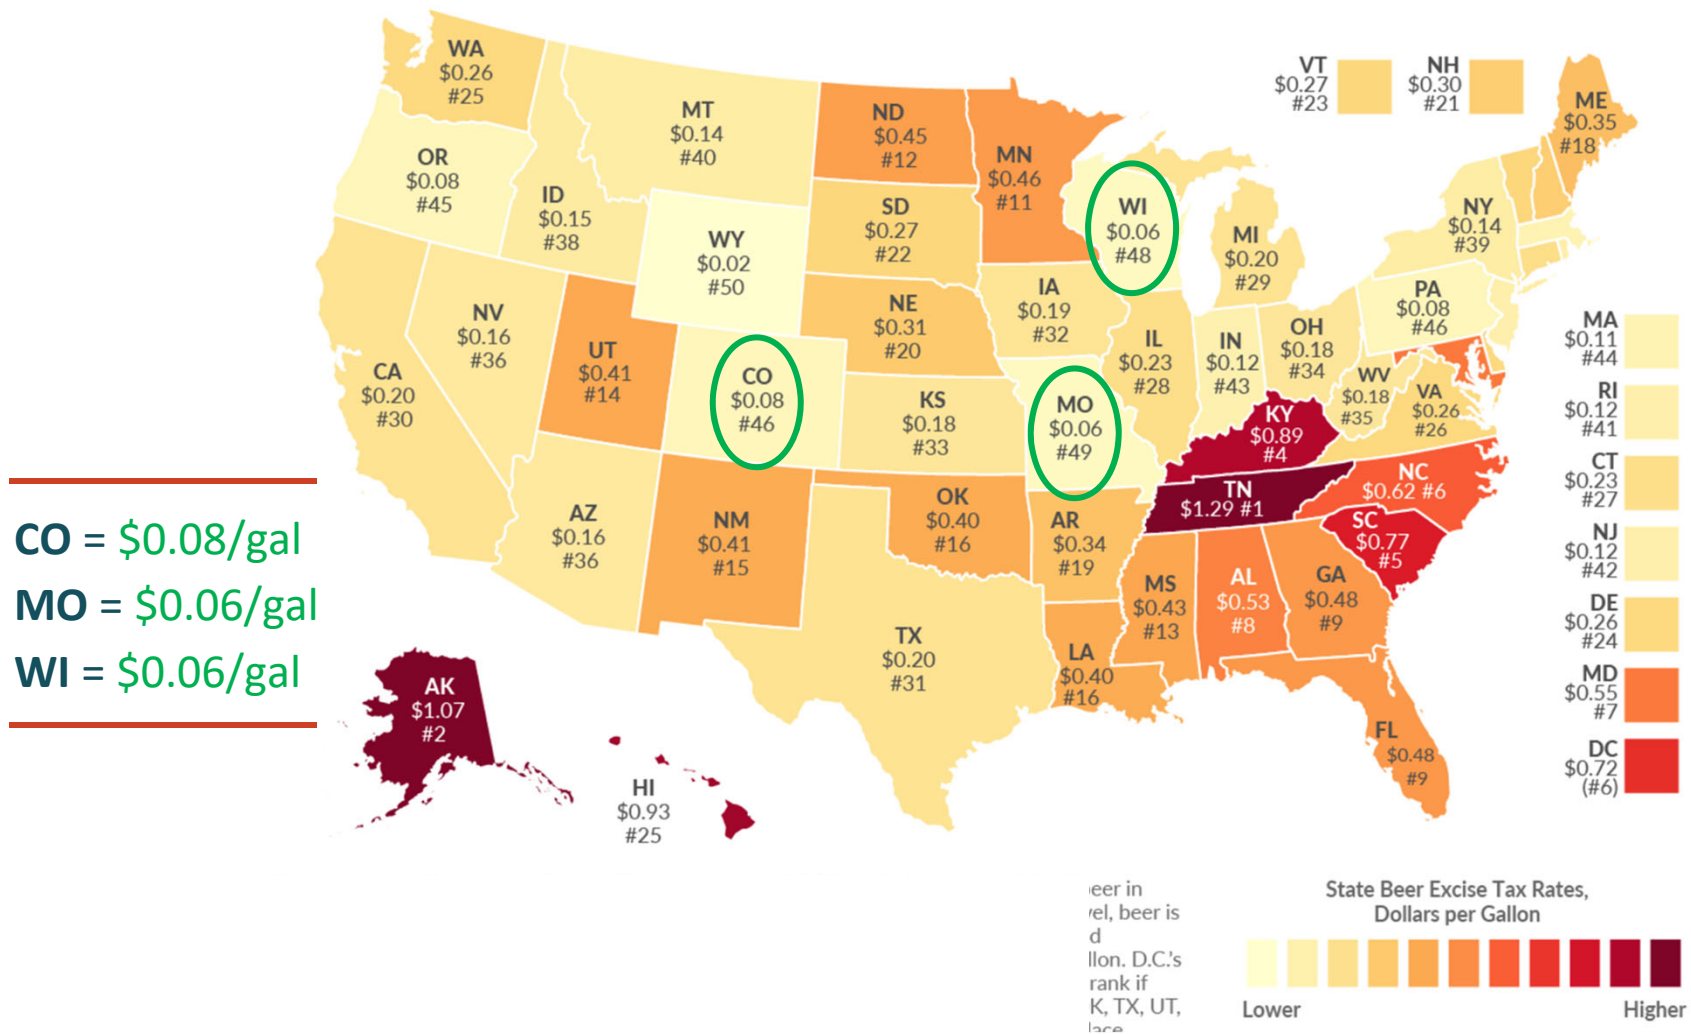 WA
$0.26
#25
MT
$0.14
#40
ND
$0.45
#12
MN
$0.46
#11
VT
$0.27
#23
NH
$0.30
#21
ME
$0.35
#18
OR
$0.08
#45
ID
$0.15
#38
WY
$0.02
#50
SD
$0.27
#22
WI
$0.06
#48
MI
$0.20
#29
NY
$0.14
#39
NV
$0.16
#36
UT
$0.41
#14
CO
$0.08
#46
NE
$0.31
#20
IA
$0.19
#32
IL
$0.23
#28
IN
$0.12
#43
OH
$0.18
#34
PA
$0.08
#46
CA
$0.20
#30
KS
$0.18
#33
MO
$0.06
#49
KY
$0.89
#4
WV
$0.18
#35
VA
$0.26
#26
MA
$0.11
#44
RI
$0.12
#41
CT
$0.23
#27
NJ
$0.12
#42
DE
$0.26
#24
MD
$0.55
#7
DC
$0.72
(#6)
AZ
$0.16
#36
NM
$0.41
#15
OK
$0.40
#16
AR
$0.34
#19
TN
$1.29 #1
NC
$0.62 #6
SC
$0.77
#5
MS
$0.43
#13
AL
$0.53
#8
GA
$0.48
#9
TX
$0.20
#31
LA
$0.40
#16
FL
$0.48
#9
AK
$1.07
#2
HI
$0.93
#25
CO = $0.08/gal
MO = $0.06/gal
WI = $0.06/gal
eer in
el, beer is
d
llon. D.C.'s
rank if
K, TX, UT,
State Beer Excise Tax Rates,
Dollars per Gallon
Lower
Higher